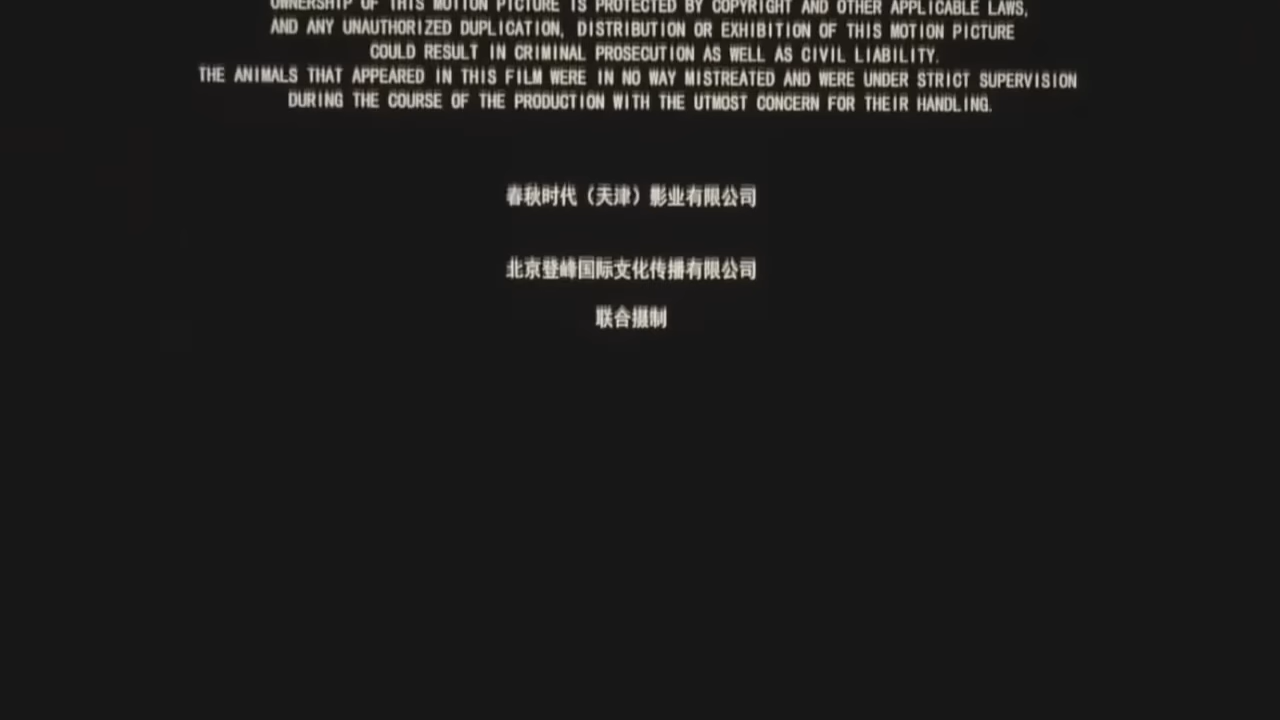 OWNERSHIP OF THIS MOTION PICTURE IS PROTECTED BY COPYRIGHT AND OTHER APPLICABLE LAWS,
AND ANY UNAUTHORIZED DUPLICATION, DISTRIBUTION OR EXHIBITION OF THIS MOTION PICTURE
COULD RESULT IN CRIMINAL PROSECUTION AS WELL AS CIVIL LIABILITY.
THE ANIMALS THAT APPEARED IN THIS FILM WERE IN NO WAY MISTREATED AND WERE UNDER STRICT SUPERVISION
DURING THE COURSE OF THE PRODUCTION WITH THE UTMOST CONCERN FOR THEIR HANDLING.
春秋时代（天津）影业有限公司
北京登峰国际文化传播有限公司
联合摄制